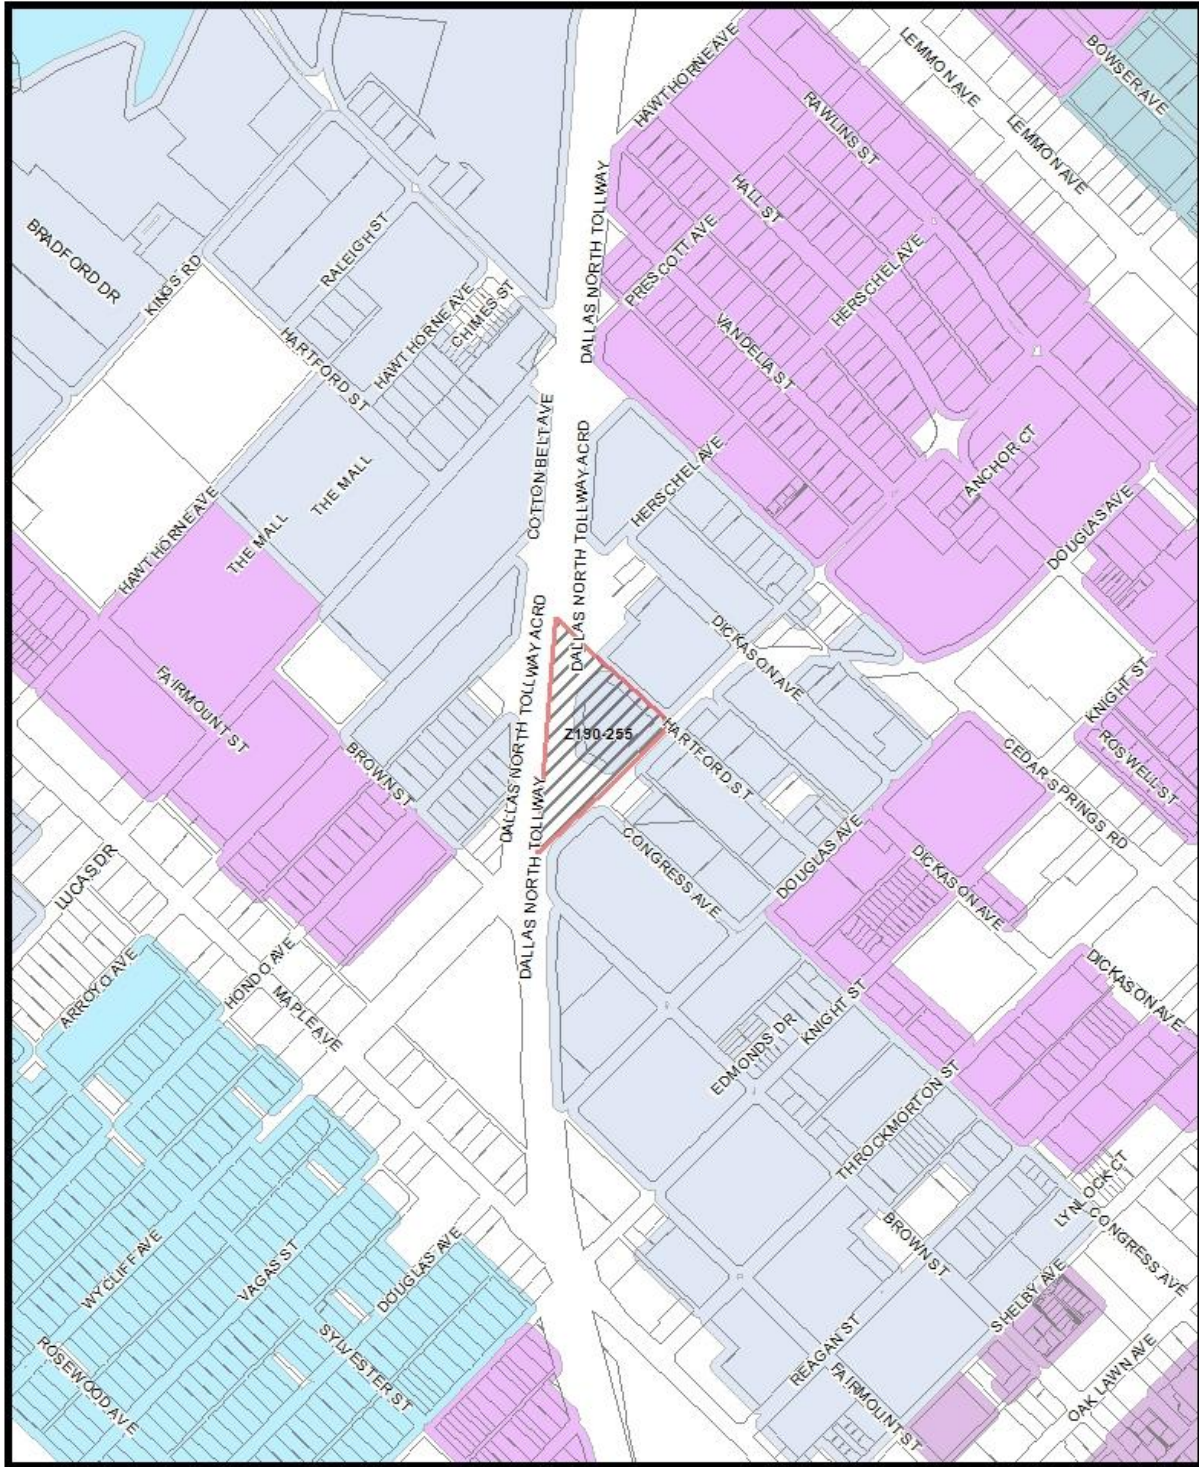 HAWTHORNE AVE
LEMMON AVE
BOWSER AVE
RAWLINS ST
LEMMON AVE
HALL ST
DALLAS NORTH TOLLWAY
BRADFORD DR
KINGS RD
RALEIGH ST
PRESCOTT AVE
HERSCHEL AVE
HAWTHORNE AVE
CHIMES ST
HARTFORD ST
VANDELIA ST
COTTON BELT AVE
DALLAS NORTH TOLLWAY ACRD
HERSCHEL AVE
ANCHOR CT
THE MALL
HAWTHORNE AVE
THE MALL
DOUGLAS AVE
DALLAS NORTH TOLLWAY ACRD
DICKASON AVE
KNIGHT ST
FAIRMOUNT ST
Z190-255
HARTFORD ST
CEDAR SPRINGS RD
ROSWELL ST
BROWN ST
DALLAS NORTH TOLLWAY
CONGRESS AVE
DOUGLAS AVE
DICKASON AVE
LUCAS DR
ARROYO AVE
HONDO AVE
MAPLE AVE
DICKASON AVE
KNIGHT ST
EDMONDS DR
THROCKMORTON ST
LYNLOCK CT
CONGRESS AVE
WYCLIFF AVE
VAGAS ST
DOUGLAS AVE
BROWN ST
SHELBY AVE
SYLVESTER ST
ROSEWOOD AVE
REAGAN ST
FAIRMOUNT ST
OAK LAWN AVE